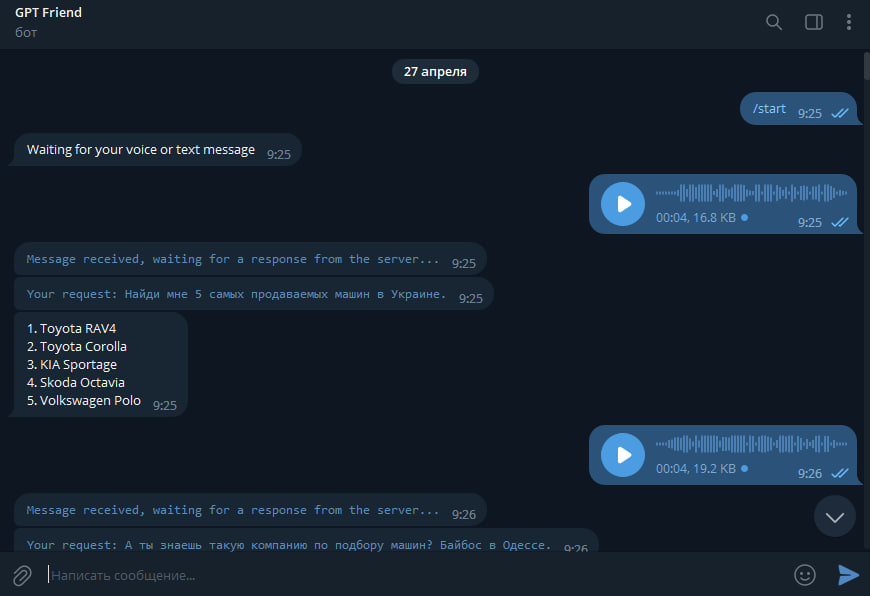 GPT Friend
бот
27 апреля
/start 9:25
Waiting for your voice or text message 9:25
00:04, 16.8 KB 9:25
Message received, waiting for a response from the server... 9:25
Your request: Найди мне 5 самых продаваемых машин в Украине. 9:25
1. Toyota RAV4
2. Toyota Corolla
3. KIA Sportage
4. Skoda Octavia
5. Volkswagen Polo 9:25
00:04, 19.2 KB 9:26
Message received, waiting for a response from the server... 9:26
Your request: А ты знаешь такую компанию по подбору машин? Байбос в Одессе. 9:26
Написать сообщение...